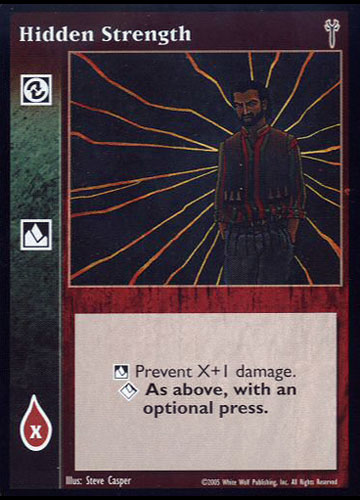 Hidden Strength
Prevent X+1 damage.
As above, with an
optional press.
X
Illus: Steve Casper
©2005 White Wolf Publishing, Inc. All Rights Reserved